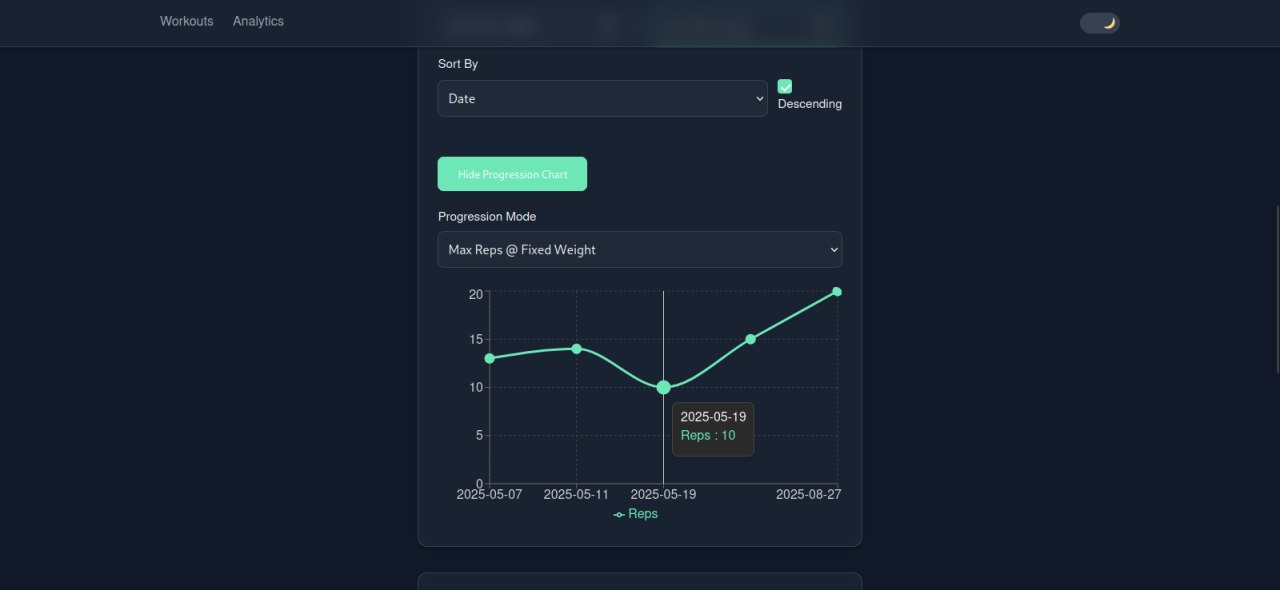 Workouts Analytics
Sort By
Date
Descending
Hide Progression Chart
Progression Mode
Max Reps @ Fixed Weight
20
15
10
5
0
2025-05-19
Reps : 10
2025-05-07 2025-05-11 2025-05-19 2025-08-27
Reps